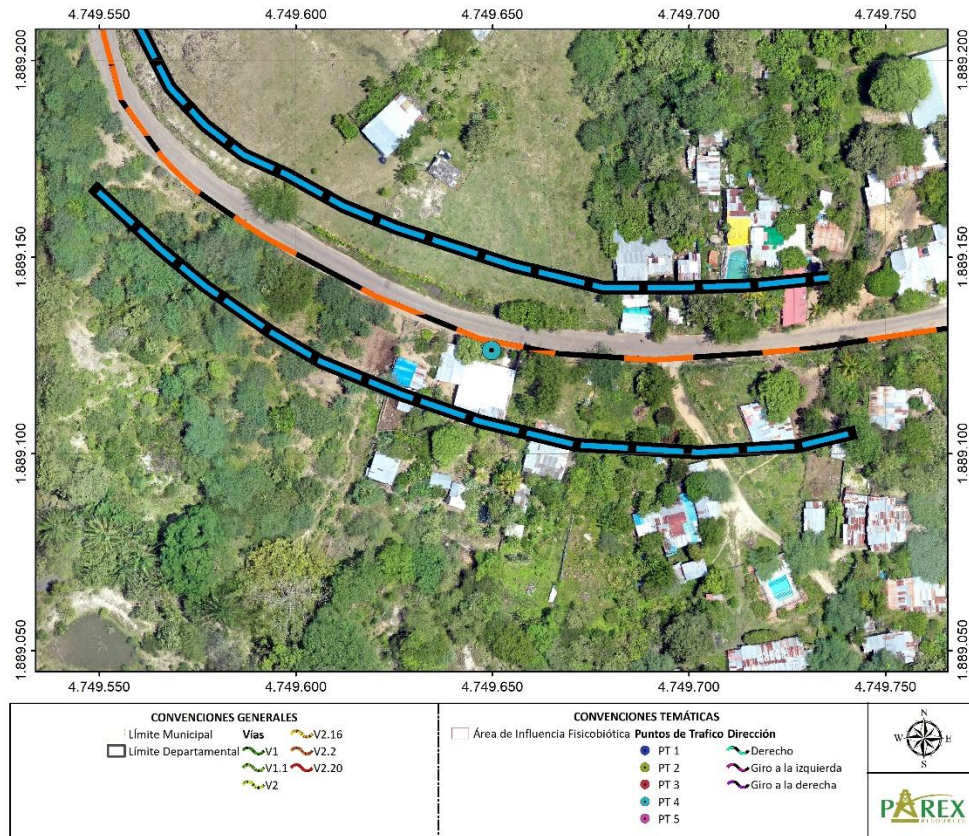 4.749.550 4.749.600 4.749.650 4.749.700 4.749.750
1.889.200 1.889.200
1.889.150 1.889.150
1.889.100 1.889.100
1.889.050 1.889.050
4.749.550 4.749.600 4.749.650 4.749.700 4.749.750
CONVENCIONES GENERALES
Límite Municipal Vías V2.16
Límite Departamental V1 V2.2
V1.1 V2.20
V2
CONVENCIONES TEMÁTICAS
Área de Influencia Fisicobiótica Puntos de Trafico Dirección
PT 1 Derecho
PT 2 Giro a la izquierda
PT 3 Giro a la derecha
PT 4
PT 5
N
W E
S
PAREX
RESOURCES